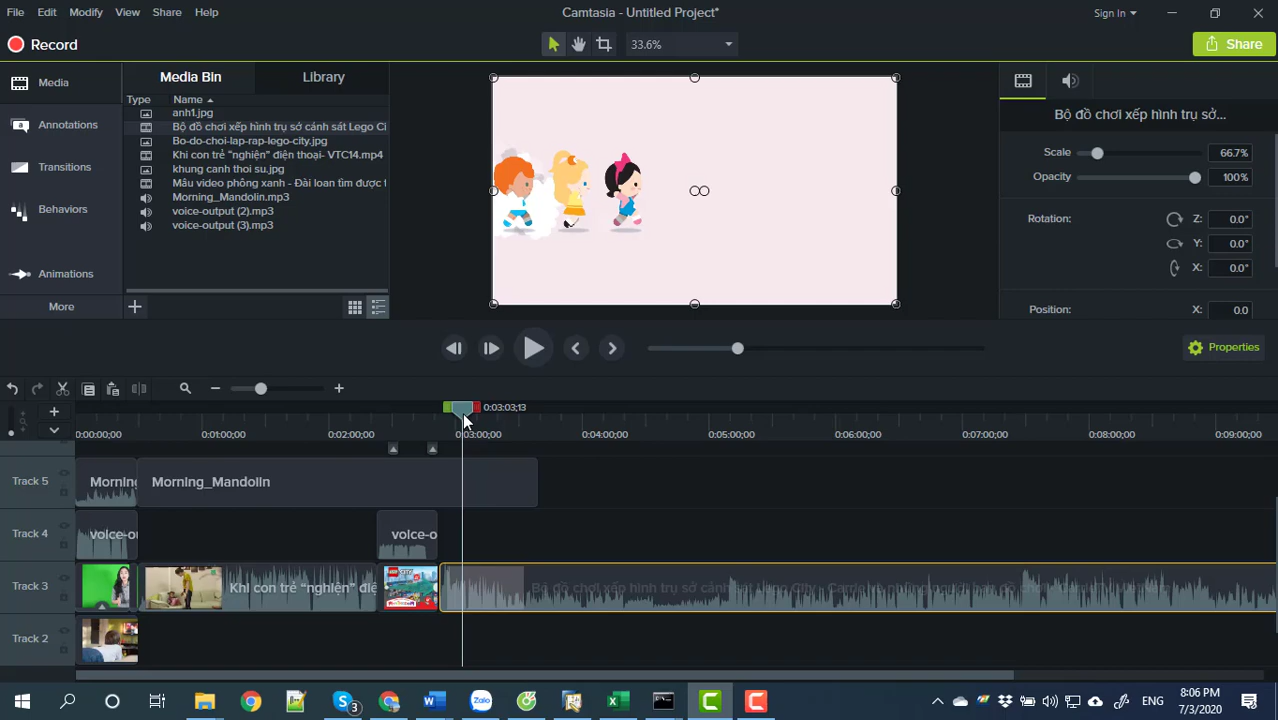 File Edit Modify View Share Help
Camtasia - Untitled Project*
Sign In
Record
33.6%
Share
Media
Annotations
Transitions
Behaviors
Animations
More
Media Bin
Library
Type Name
anh1.jpg
Bộ đồ chơi xếp hình trụ sở cảnh sát Lego Ci
Bo-do-choi-lap-rap-lego-city.jpg
Khi con trẻ “nghiện” điện thoại- VTC14.mp4
khung canh thoi su.jpg
Mẫu video phông xanh - Đài loan tìm được t
Morning_Mandolin.mp3
voice-output (2).mp3
voice-output (3).mp3
Bộ đồ chơi xếp hình trụ sở...
Scale 66.7%
Opacity 100%
Rotation: Z: 0.0°
Y: 0.0°
X: 0.0°
Position: X: 0.0
Properties
0:03:03;13
0:00:00;00 0:01:00;00 0:02:00;00 0:03:00;00 0:04:00;00 0:05:00;00 0:06:00;00 0:07:00;00 0:08:00;00 0:09:00;00
Track 5
Mornin
Morning_Mandolin
Track 4
voice-o
voice-o
Track 3
Khi con trẻ “nghiện” điệ
Bộ đồ chơi xếp hình trụ sở cảnh sát Lego City
Track 2
3
ENG
8:06 PM
7/3/2020